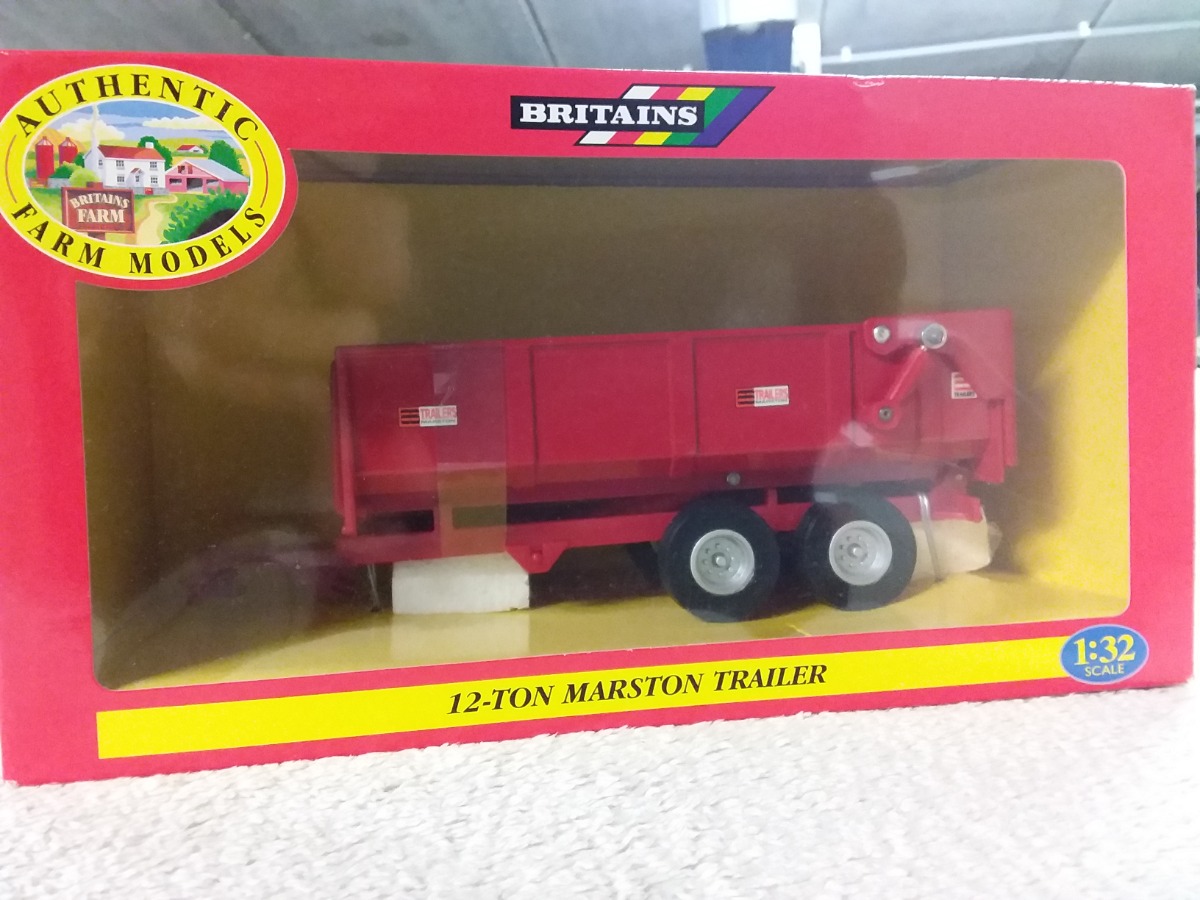 AUTHENTIC
FARM MODELS
BRITAINS
FARM
BRITAINS
TRAILERS
TRAILERS
12-TON MARSTON TRAILER
1:32
SCALE